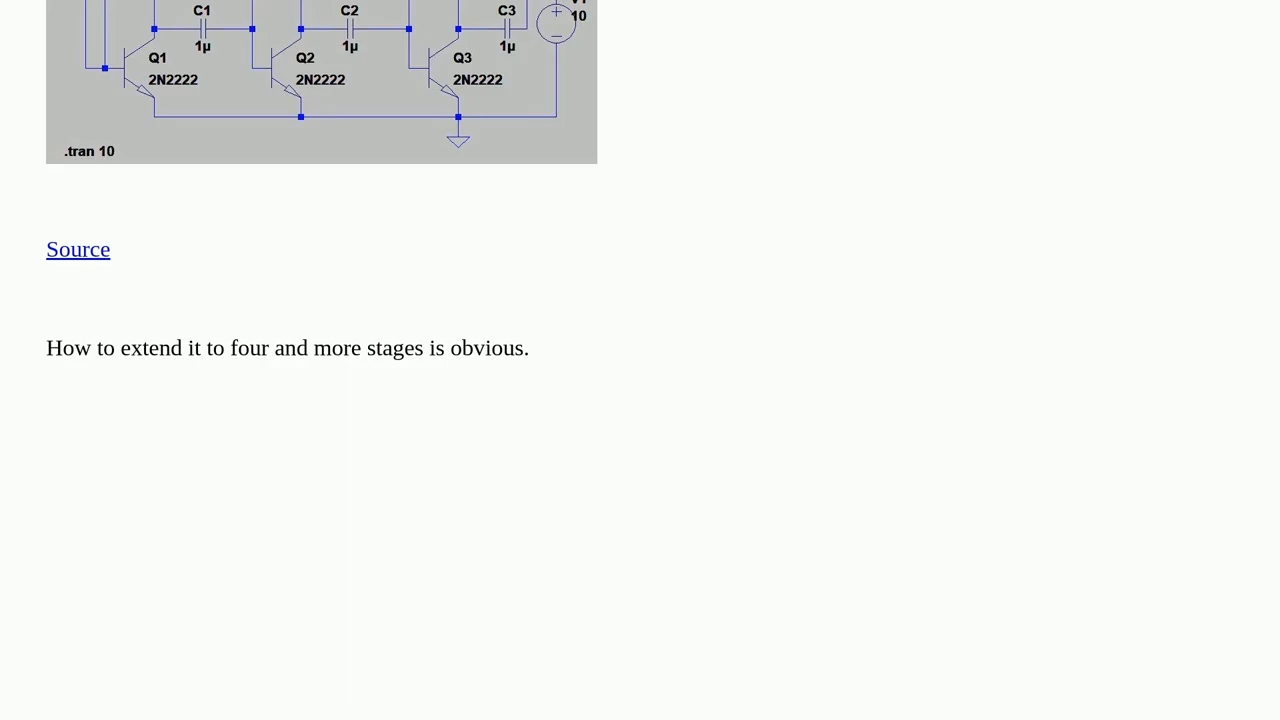 C1 C2 C3
10
1µ 1µ 1µ
Q1 Q2 Q3
2N2222 2N2222 2N2222
.tran 10
Source
How to extend it to four and more stages is obvious.